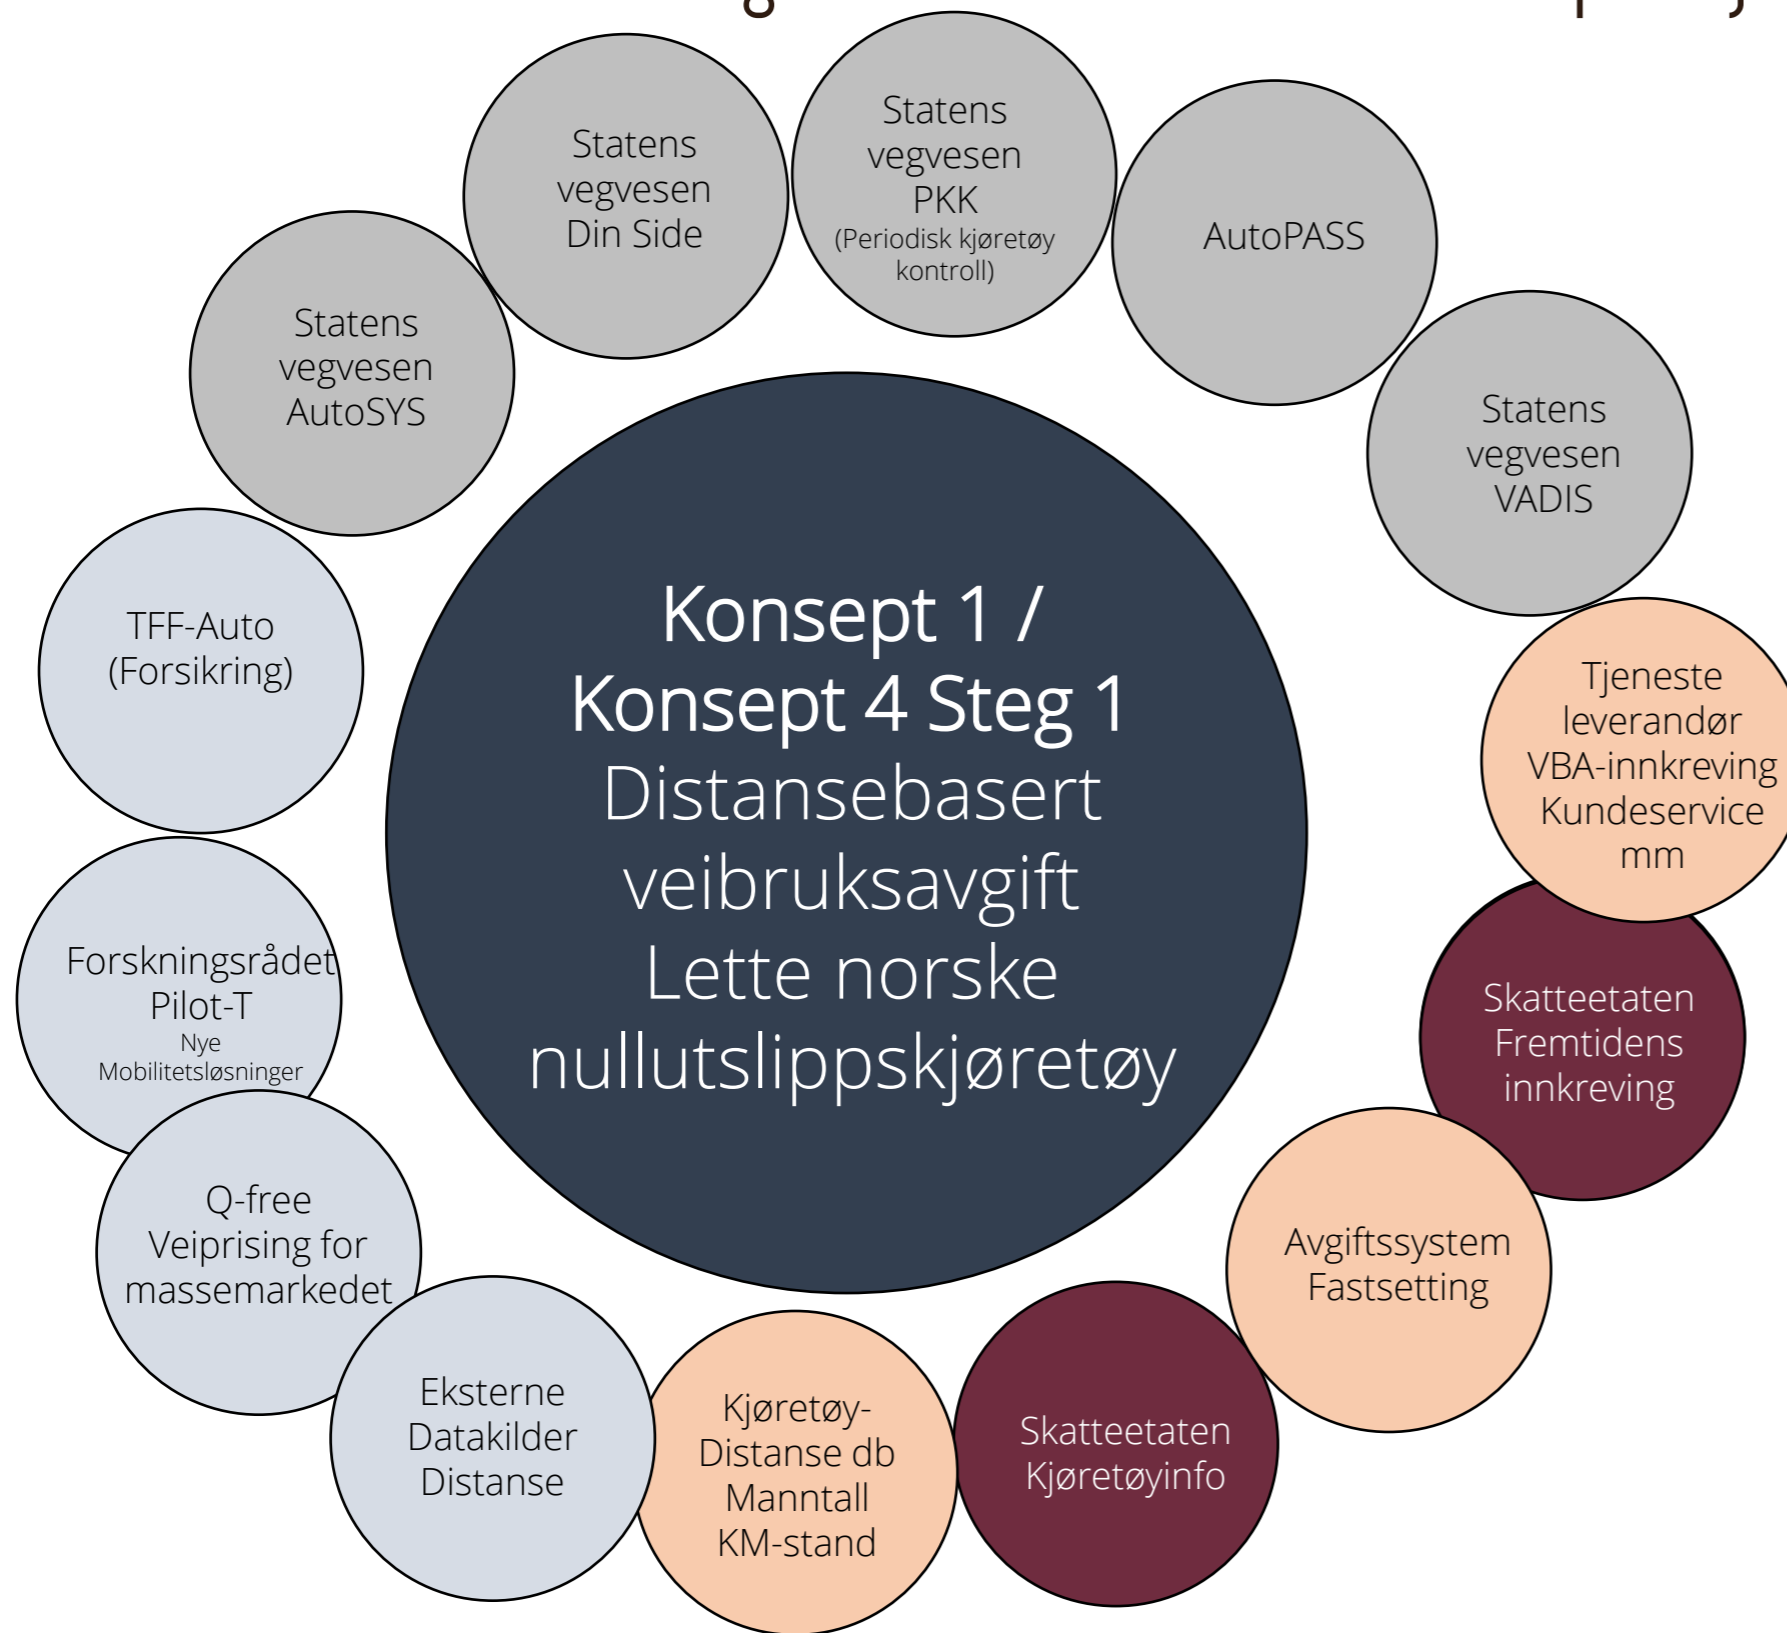 Statens
vegvesen
PKK
(Periodisk kjøretøy
kontroll)
Statens
vegvesen
Din Side
AutoPASS
Statens
vegvesen
AutoSYS
Statens
vegvesen
VADIS
TFF-Auto
(Forsikring)
Konsept 1 /
Konsept 4 Steg 1
Distansebasert
veibruksavgift
Lette norske
nullutslippskjøretøy
Tjeneste
leverandør
VBA-innkreving
Kundeservice
mm
Forskningsrådet
Pilot-T
Nye
Mobilitetsløsninger
Skatteetaten
Fremtidens
innkreving
Q-free
Veiprising for
massemarkedet
Avgiftssystem
Fastsetting
Eksterne
Datakilder
Distanse
Kjøretøy-
Distanse db
Manntall
KM-stand
Skatteetaten
Kjøretøyinfo